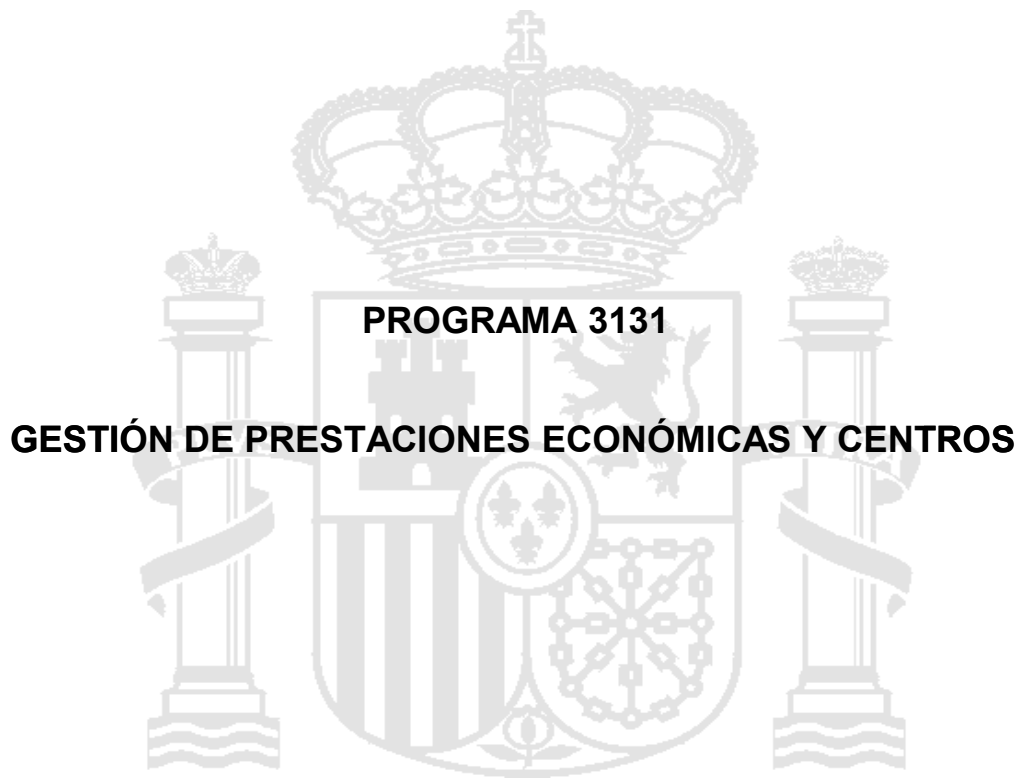 PROGRAMA 3131
GESTIÓN DE PRESTACIONES ECONÓMICAS Y CENTROS